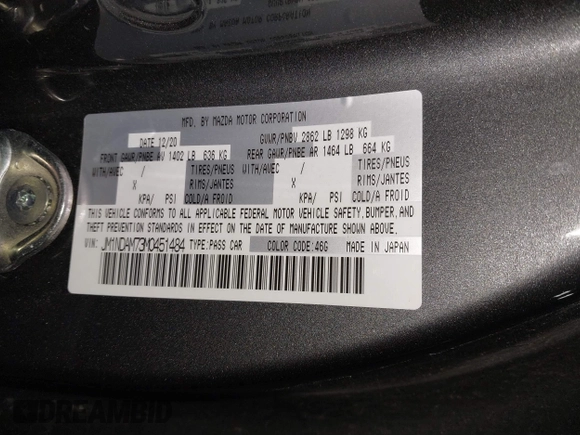 MFD. BY MAZDA MOTOR CORPORATION
DATE 12/20 GVWR/PNBV 2862 LB 1298 KG
FRONT GAWR/PNBE AV 1402 LB 636 KG REAR GAWR/PNBE AR 1464 LB 664 KG
WITH/AVEC / TIRES/PNEUS WITH/AVEC / TIRES/PNEUS
X RIMS/JANTES X RIMS/JANTES
KPA/ PSI COLD/A FROID KPA/ PSI COLD/A FROID
THIS VEHICLE CONFORMS TO ALL APPLICABLE FEDERAL MOTOR VEHICLE SAFETY, BUMPER, AND
THEFT PREVENTION STANDARDS IN EFFECT ON THE DATE OF MANUFACTURE SHOWN ABOVE.
VIN: JM1NDAM73M0451484 TYPE:PASS CAR COLOR CODE:46G MADE IN JAPAN
DREAMBID